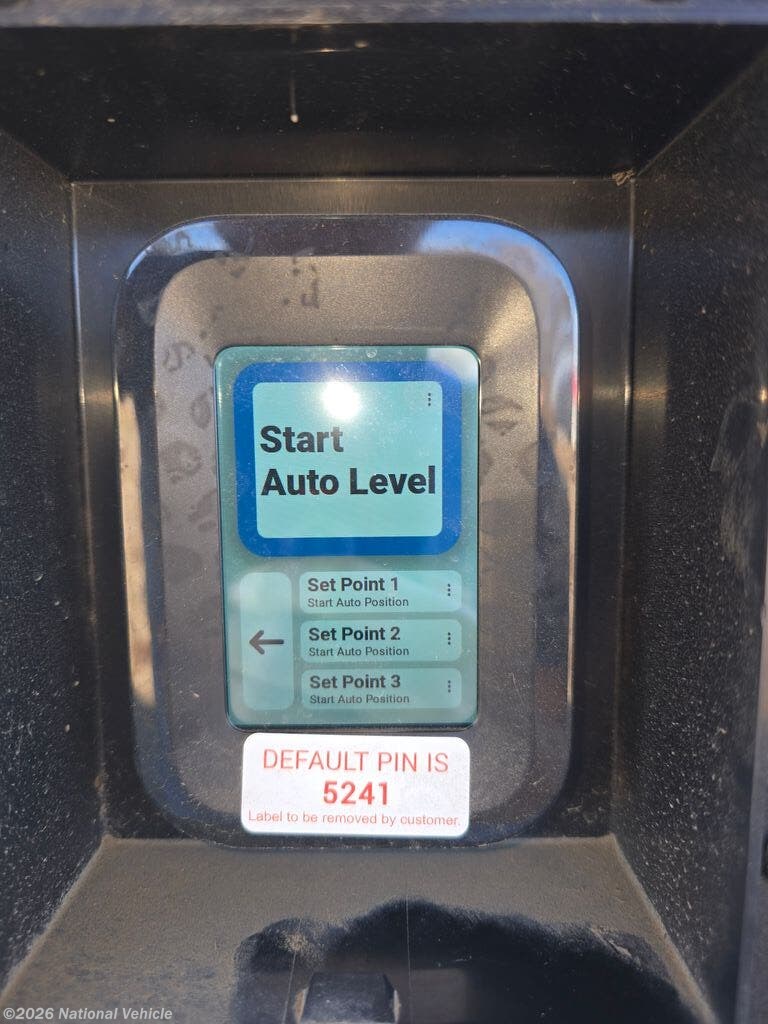 Start
Auto Level
Set Point 1
Start Auto Position
Set Point 2
Start Auto Position
Set Point 3
Start Auto Position
DEFAULT PIN IS
5241
Label to be removed by customer.
©2026 National Vehicle